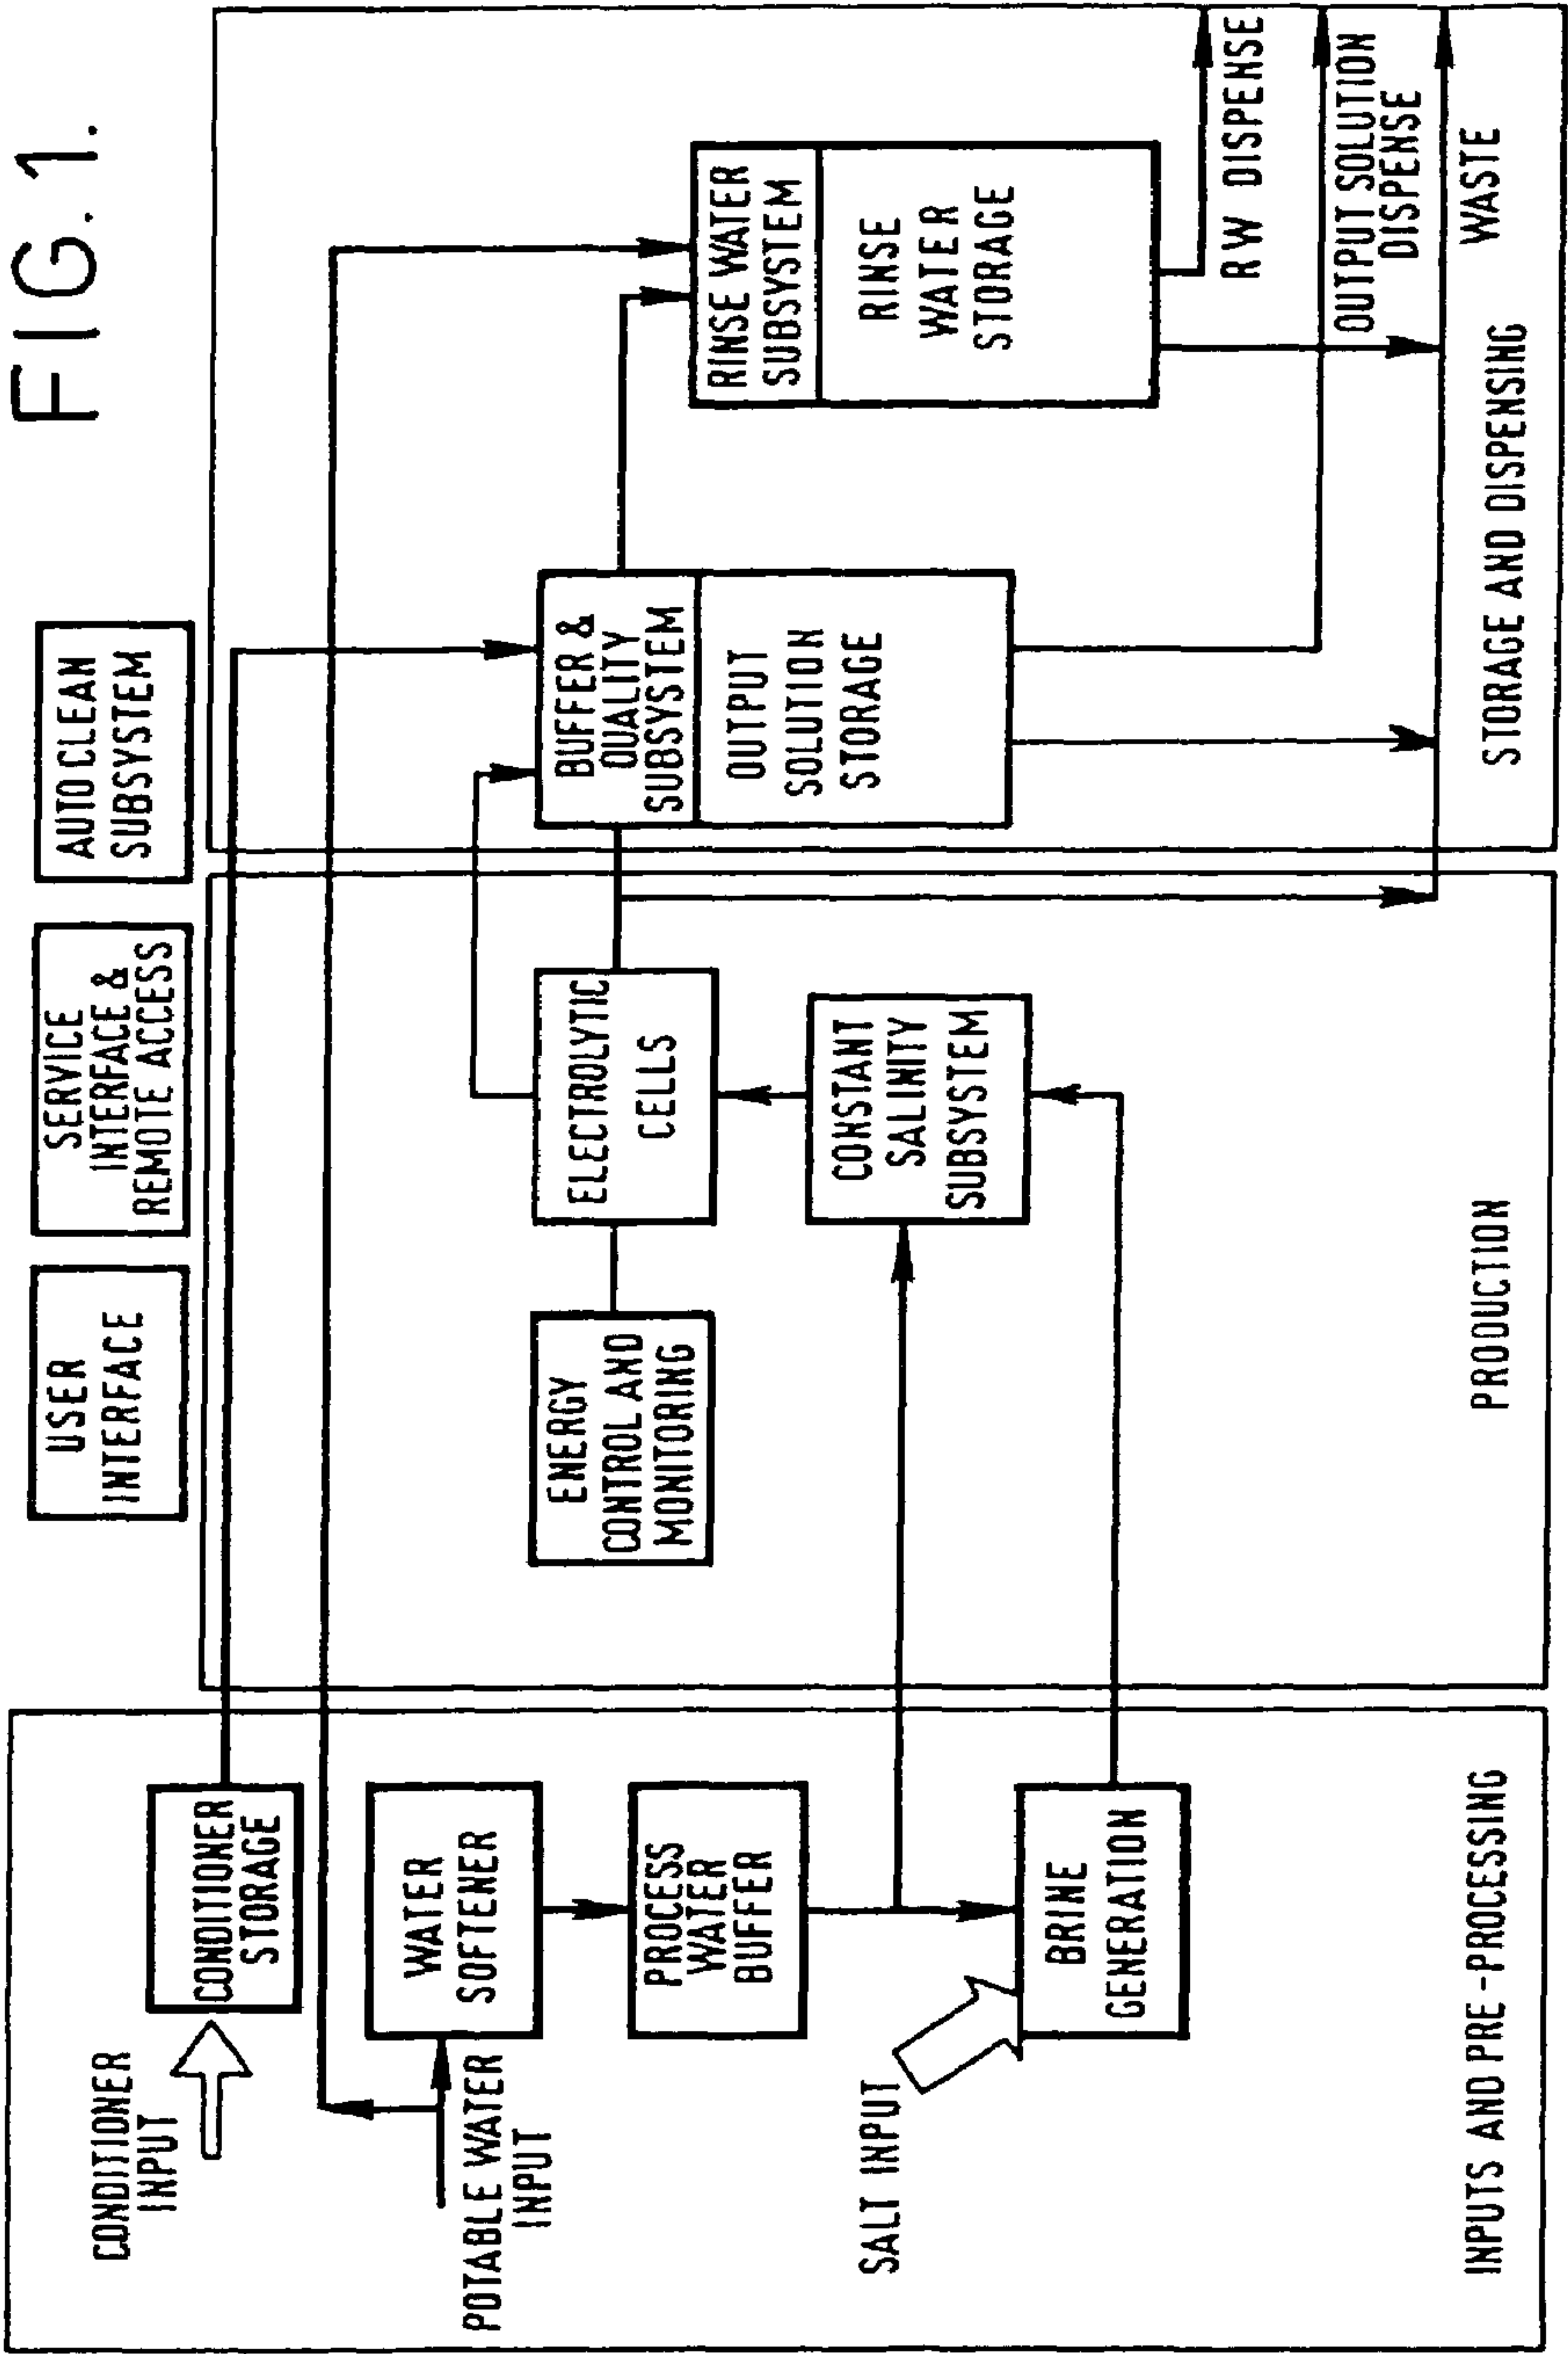 FIG. 1.
USER
INTERFACE
SERVICE
INTERFACE &
REMOTE ACCESS
AUTO CLEAN
SUBSYSTEM
CONDITIONER
INPUT
CONDITIONER
STORAGE
POTABLE WATER
INPUT
WATER
SOFTENER
PROCESS
WATER
BUFFER
SALT INPUT
BRINE
GENERATION
INPUTS AND PRE-PROCESSING
ENERGY
CONTROL AND
MONITORING
ELECTROLYTIC
CELLS
CONSTANT
SALINITY
SUBSYSTEM
PRODUCTION
BUFFER &
QUALITY
SUBSYSTEM
OUTPUT
SOLUTION
STORAGE
RINSE WATER
SUBSYSTEM
RINSE
WATER
STORAGE
RW DISPENSE
OUTPUT SOLUTION
DISPENSE
WASTE
STORAGE AND DISPENSING